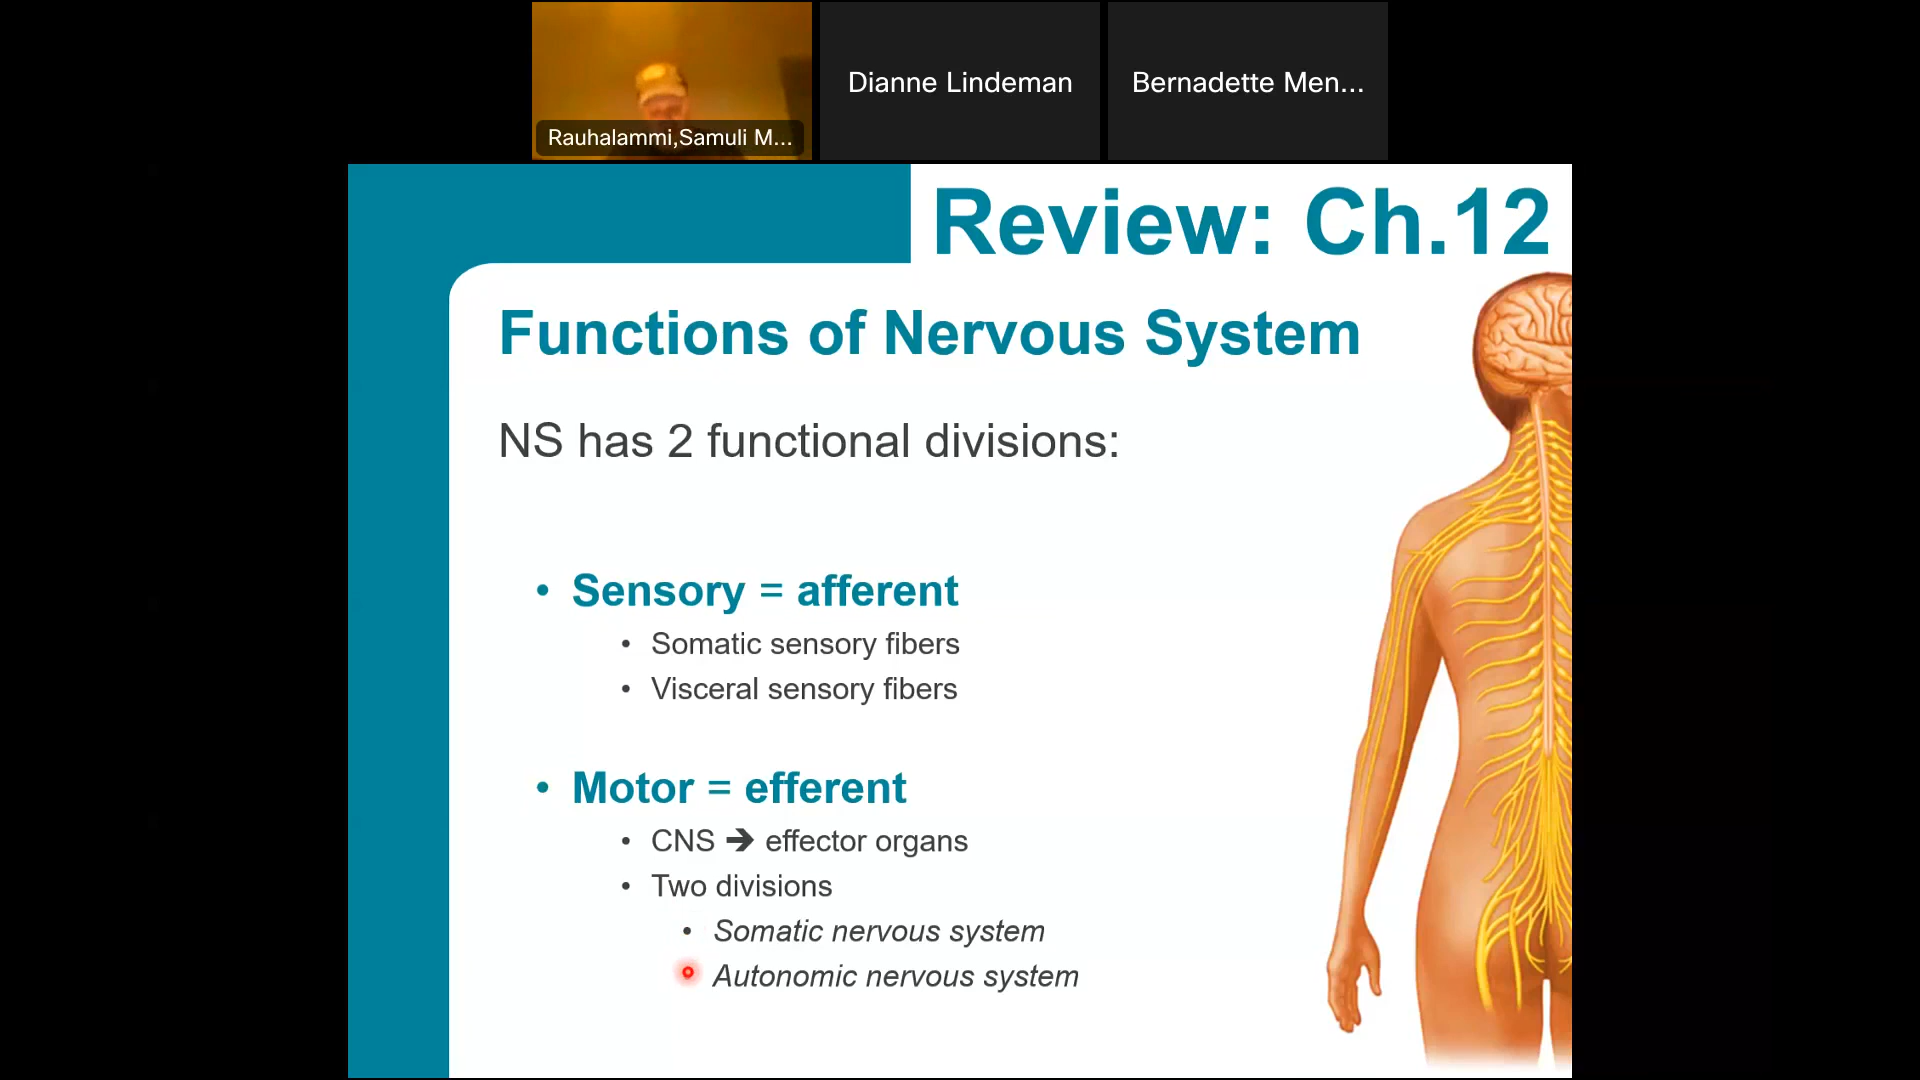 Rauhalammi,Samuli M...
Dianne Lindeman
Bernadette Men...
Review: Ch.12
Functions of Nervous System
NS has 2 functional divisions:
• Sensory = afferent
• Somatic sensory fibers
• Visceral sensory fibers
• Motor = efferent
• CNS ➔ effector organs
• Two divisions
• Somatic nervous system
Autonomic nervous system